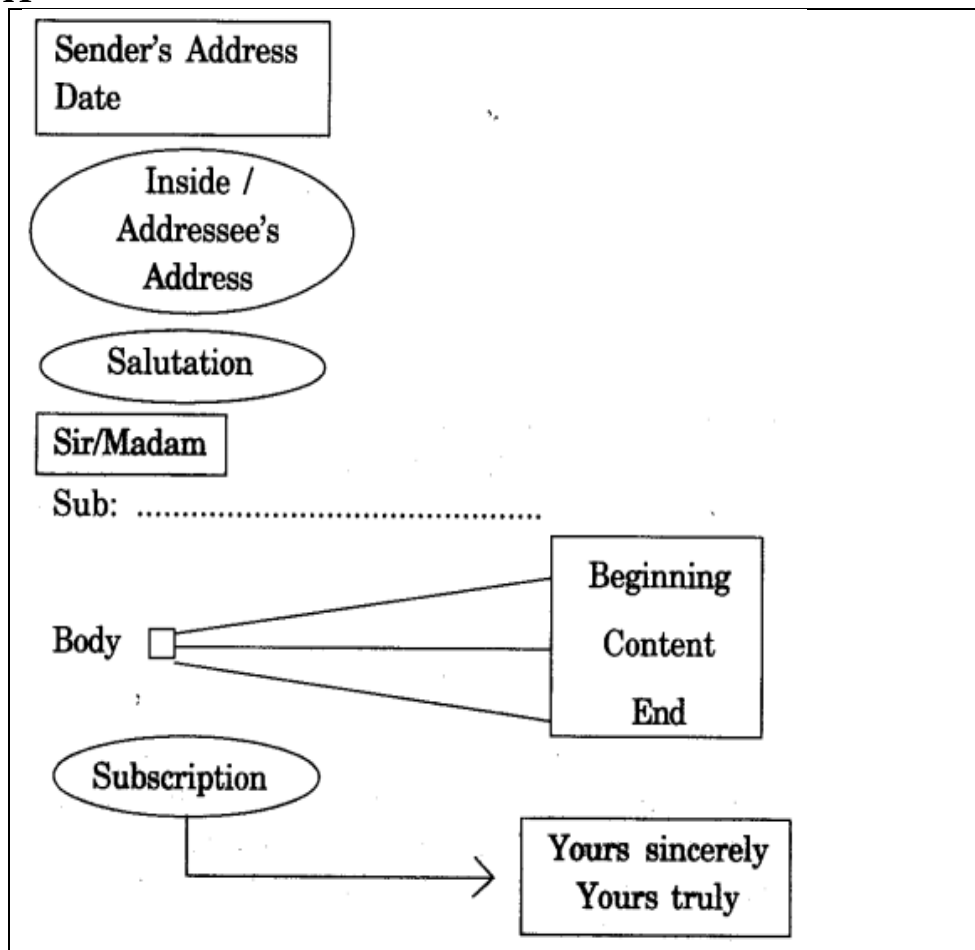 Sender's Address
Date
Inside /
Addressee's
Address
Salutation
Sir/Madam
Sub: .............................................
Body
Beginning
Content
End
Subscription
Yours sincerely
Yours truly